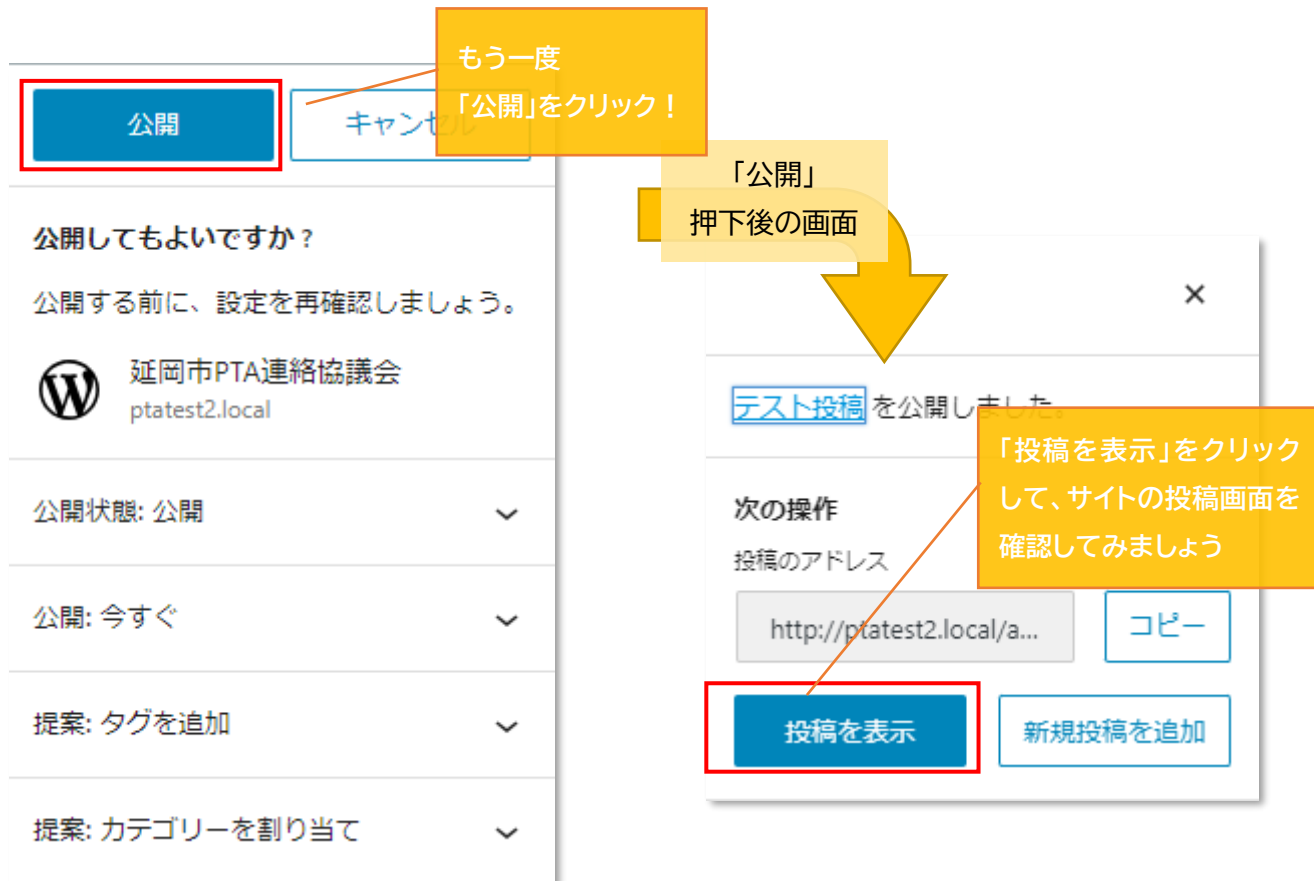 もう一度
「公開」をクリック！
公開
キャンセル
公開してもよいですか ?
公開する前に、設定を再確認しましょう。
延岡市PTA連絡協議会
ptatest2.local
公開状態: 公開
公開: 今すぐ
提案: タグを追加
提案: カテゴリーを割り当て
「公開」
押下後の画面
×
テスト投稿 を公開しました。
「投稿を表示」をクリック
して、サイトの投稿画面を
確認してみましょう
次の操作
投稿のアドレス
http://ptatest2.local/a...
コピー
投稿を表示
新規投稿を追加